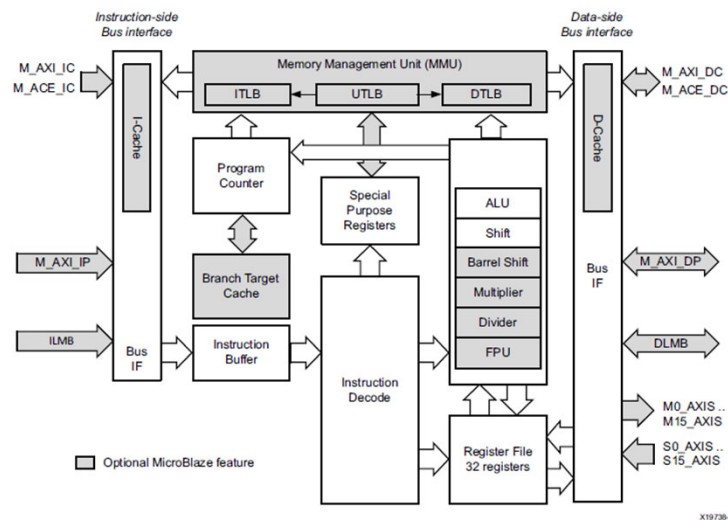 Instruction-side
Bus interface
Data-side
Bus interface
M_AXI_IC
M_ACE_IC
I-Cache
Memory Management Unit (MMU)
ITLB
UTLB
DTLB
D-Cache
M_AXI_DC
M_ACE_DC
Program
Counter
Special
Purpose
Registers
ALU
Shift
Barrel Shift
Multiplier
Divider
FPU
M_AXI_IP
Branch Target
Cache
Bus
IF
M_AXI_DP
ILMB
Bus
IF
Instruction
Buffer
Instruction
Decode
DLMB
Register File
32 registers
M0_AXIS ..
M15_AXIS
S0_AXIS ..
S15_AXIS
Optional MicroBlaze feature